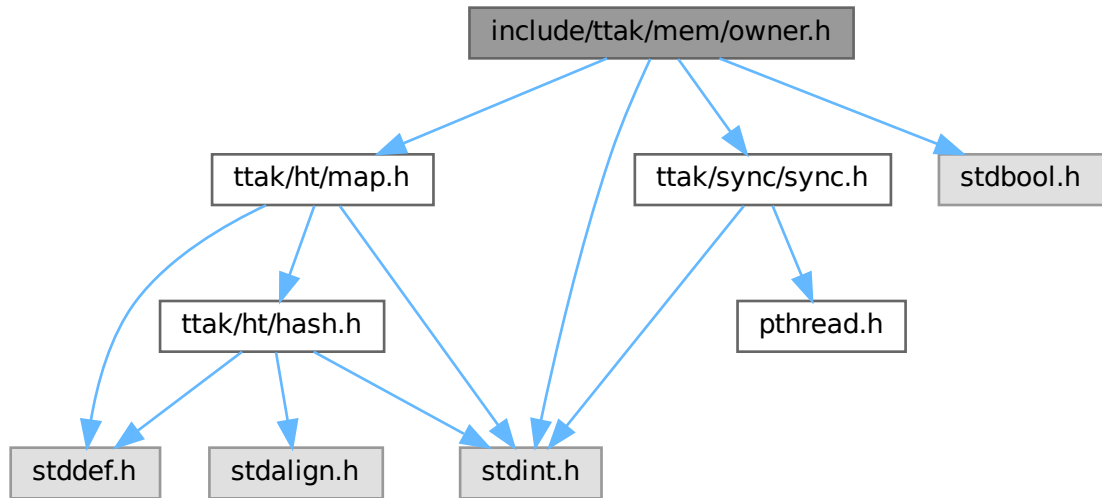 include/ttak/mem/owner.h
ttak/ht/map.h
ttak/sync/sync.h
stdbool.h
ttak/ht/hash.h
pthread.h
stddef.h
stdalign.h
stdint.h